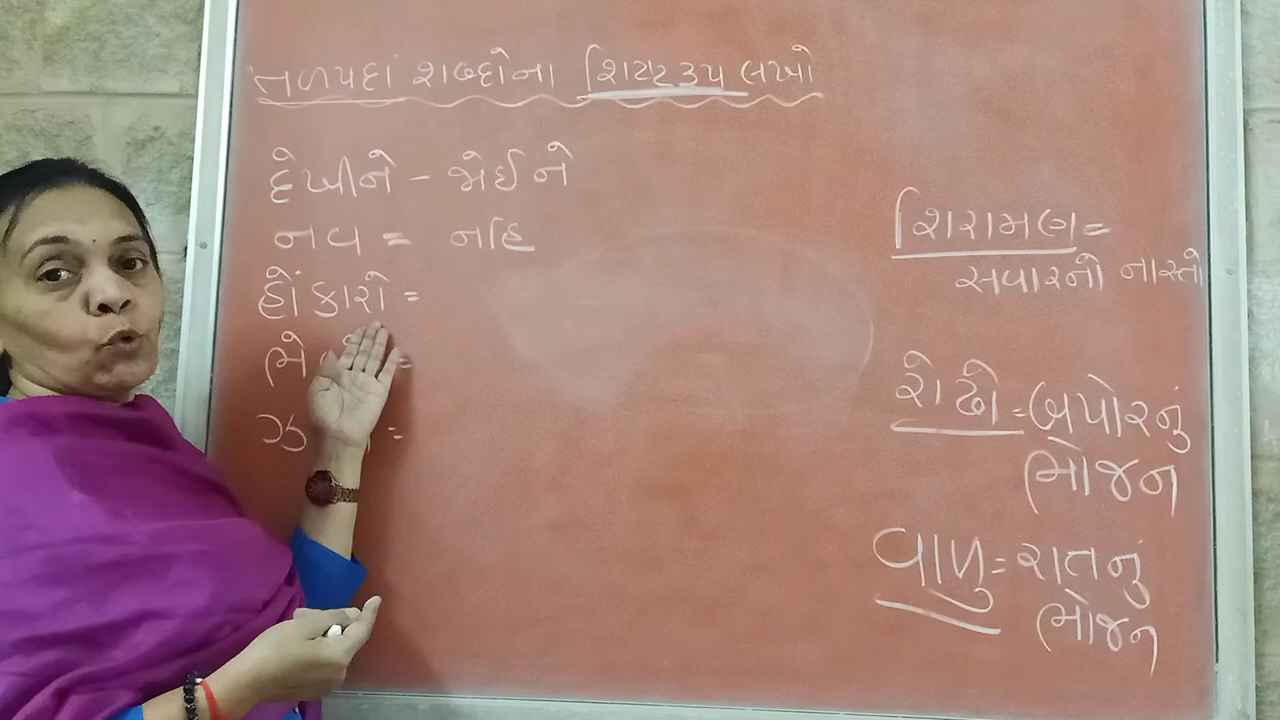 "તળપદા" શબ્દોના શિષ્ટરૂપ લખો
દેખીને - જોઈને
નવ = નહિ
હોંકારો =
શિરામણ =
સવારનો નાસ્તો
રોઢો = બપોરનું
ભોજન
વાળુ = રાતનું
ભોજન